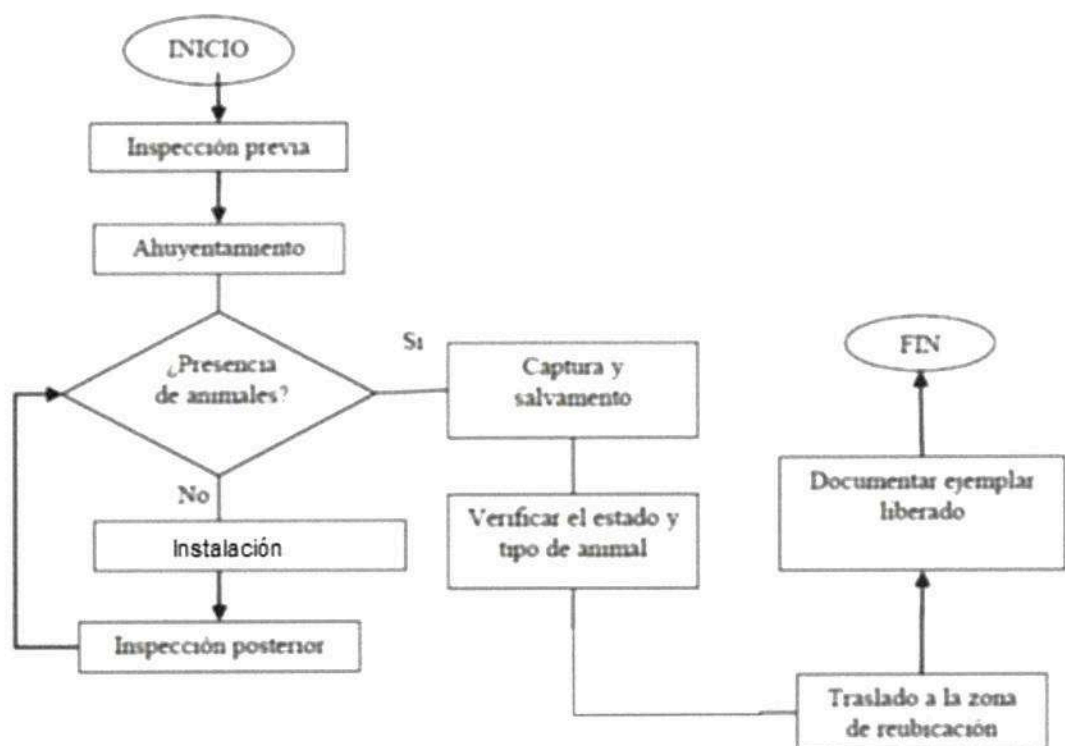 INICIO
Inspección previa
Ahuyentamiento
¿Presencia
de animales?
Si
Captura y
salvamento
Verificar el estado y
tipo de animal
Traslado a la zona
de reubicación
Documentar ejemplar
liberado
FIN
No
Instalación
Inspección posterior